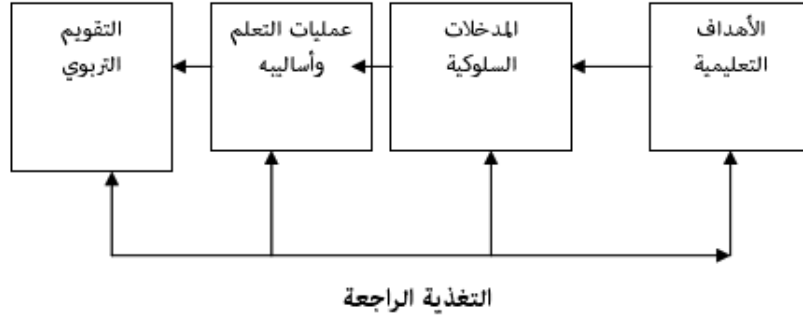 الأهداف
التعليمية
المدخلات
السلوكية
عمليات التعلم
وأساليبه
التقويم
التربوي
التغذية الراجعة